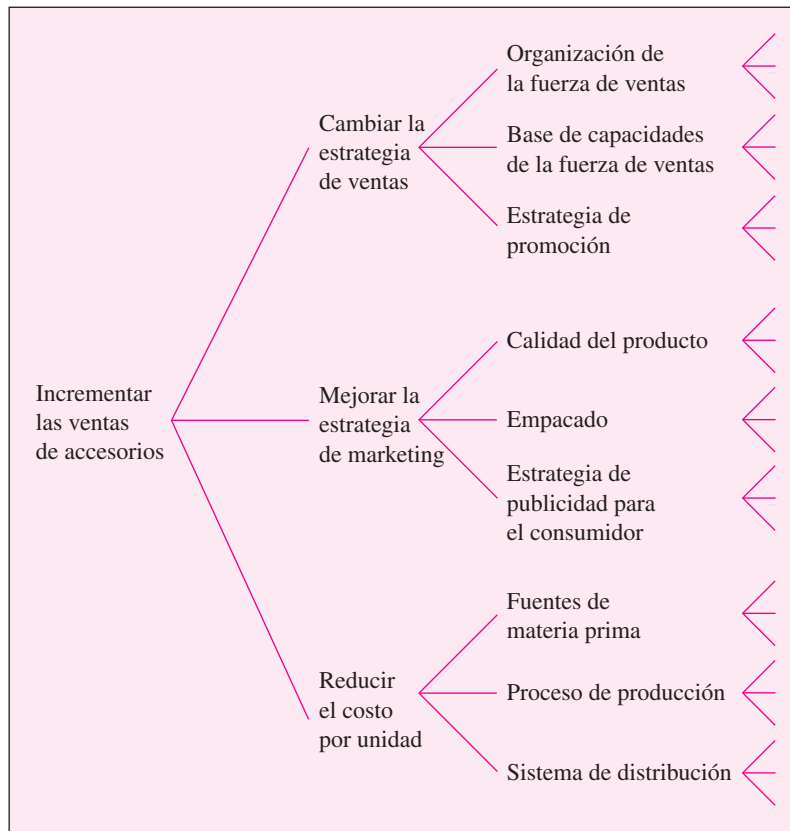 Incrementar
las ventas
de accesorios
Cambiar la
estrategia
de ventas
Organización de
la fuerza de ventas
Base de capacidades
de la fuerza de ventas
Estrategia de
promoción
Mejorar la
estrategia
de marketing
Calidad del producto
Empacado
Estrategia de
publicidad para
el consumidor
Reducir
el costo
por unidad
Fuentes de
materia prima
Proceso de producción
Sistema de distribución